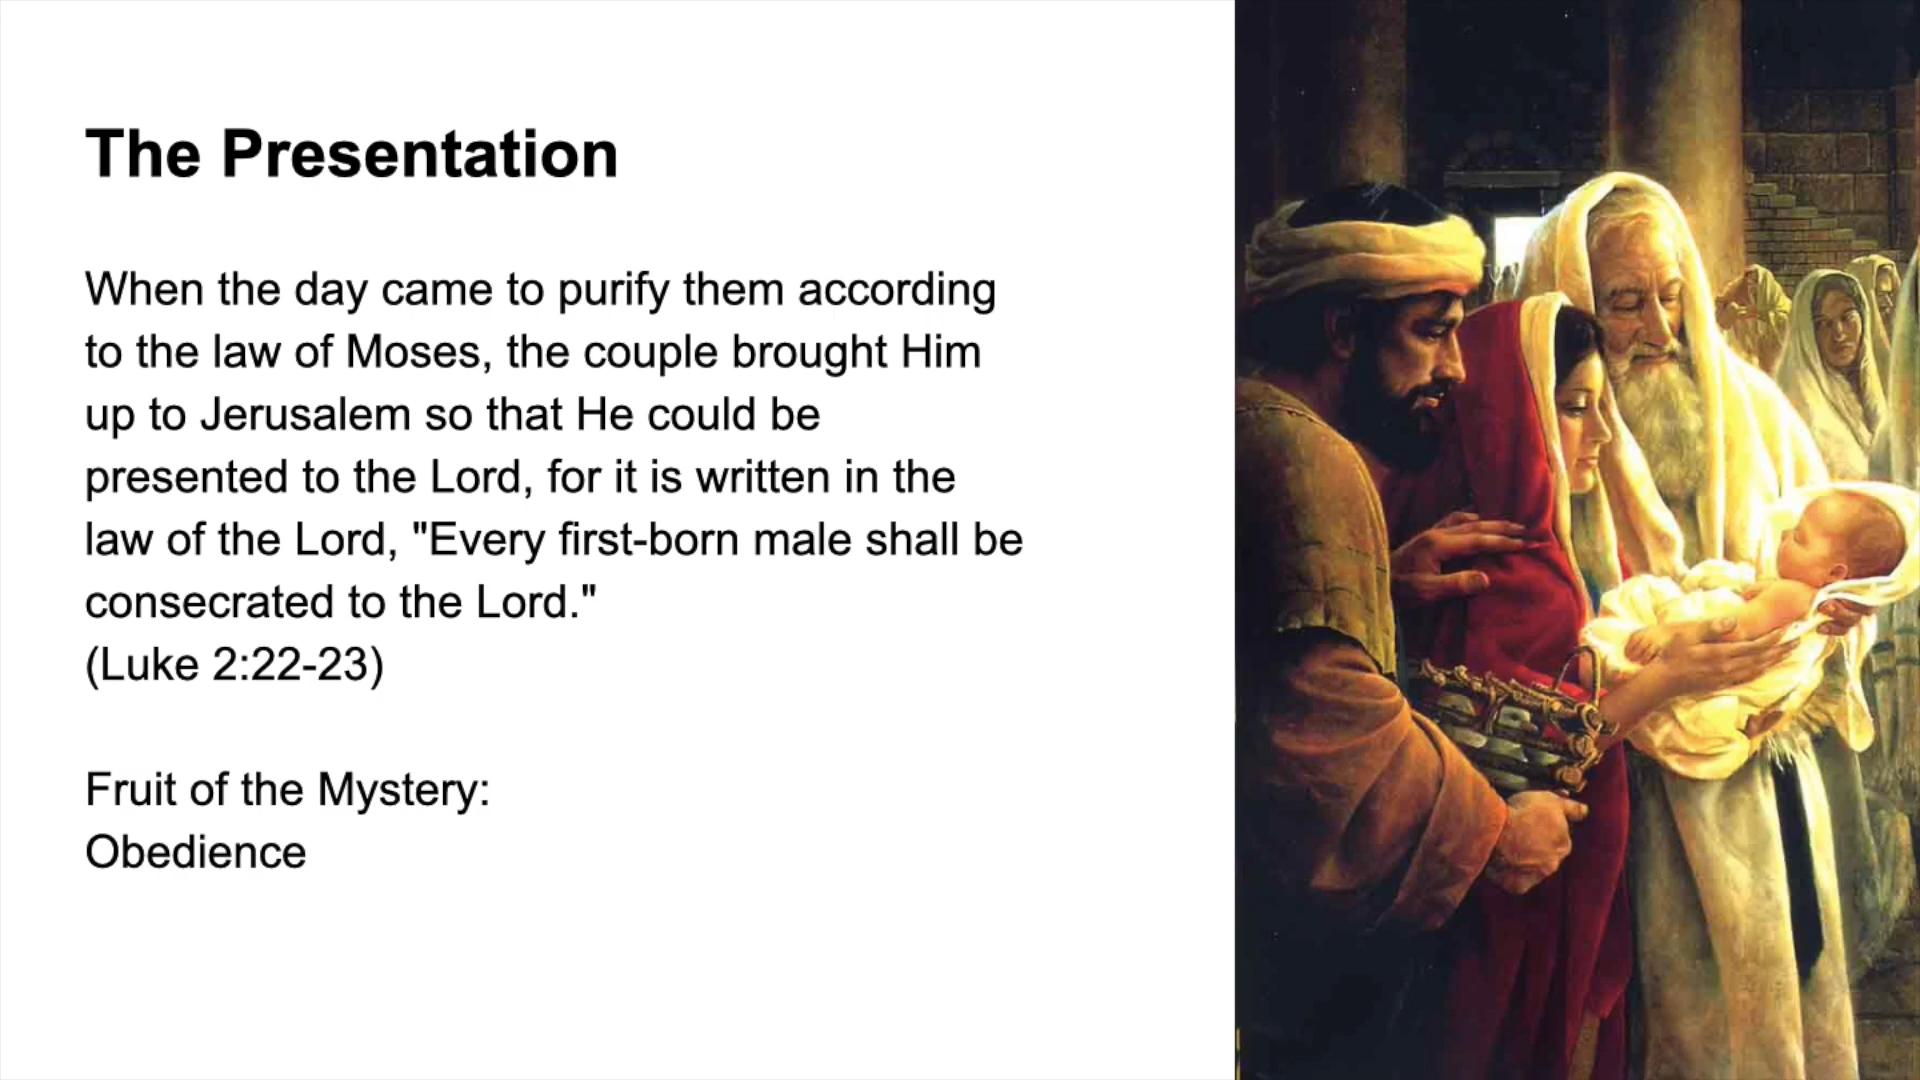 The Presentation
When the day came to purify them according
to the law of Moses, the couple brought Him
up to Jerusalem so that He could be
presented to the Lord, for it is written in the
law of the Lord, "Every first-born male shall be
consecrated to the Lord."
(Luke 2:22-23)
Fruit of the Mystery:
Obedience